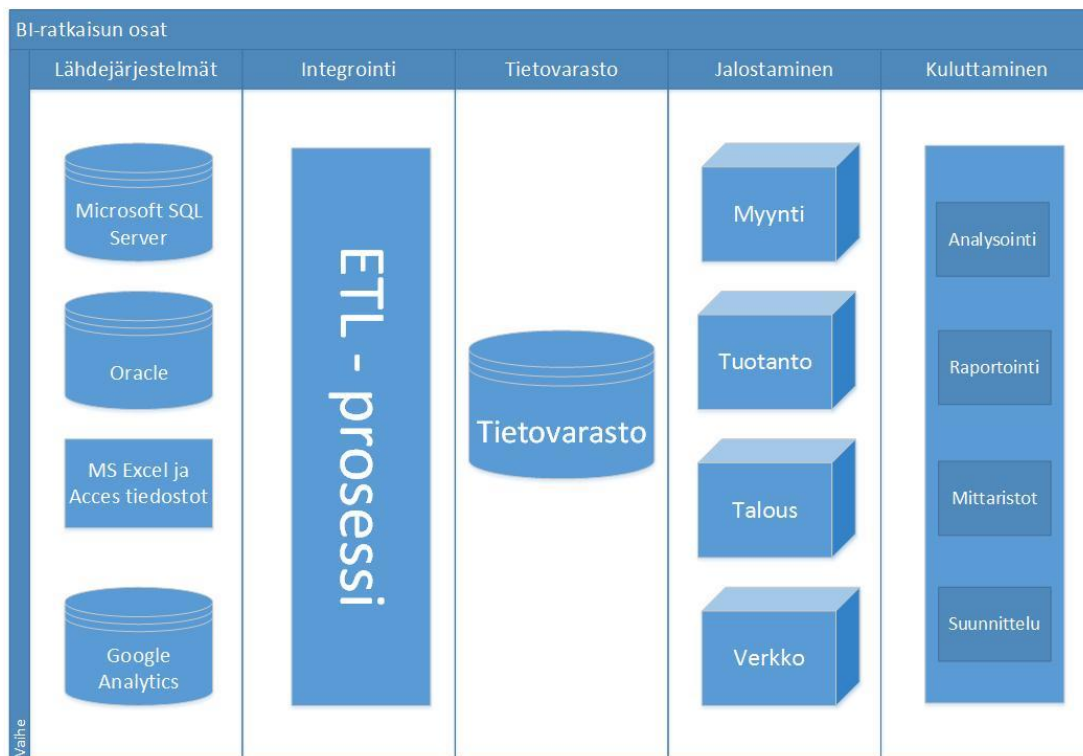 BI-ratkaisun osat
Lähdejärjestelmät
Integrointi
Tietovarasto
Jalostaminen
Kuluttaminen
Microsoft SQL
Server
Oracle
MS Excel ja
Acces tiedostot
Google
Analytics
ETL - prosessi
Tietovarasto
Myynti
Tuotanto
Talous
Verkko
Analysointi
Raportointi
Mittaristot
Suunnittelu
Vaihe